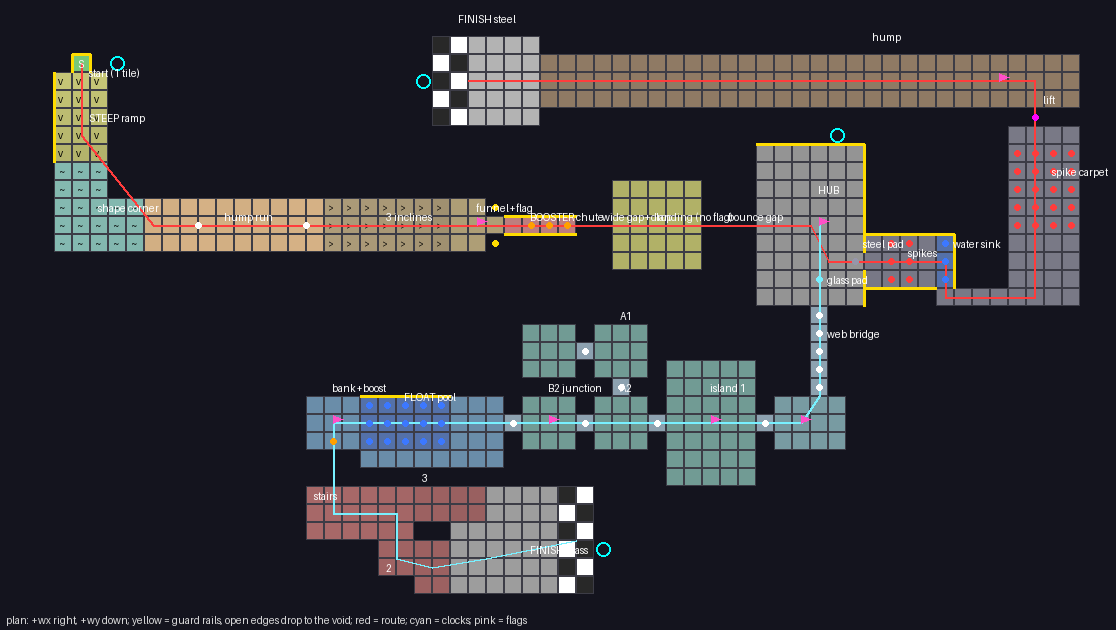 FINISH steel
hump
S
start (1 tile)
lift
STEEP ramp
spike carpet
HUB
shape corner
hump run
3 inclines
funnel+flag
BOOSTER
chute
wide gap+
landing (no flag)
bounce gap
steel pad
spikes
water sink
glass pad
A1
web bridge
bank+boost
FLOAT pool
B2 junction
A2
island 1
3
stairs
FINISH glass
2
plan: +wx right, +wy down; yellow = guard rails, open edges drop to the void; red = route; cyan = clocks; pink = flags